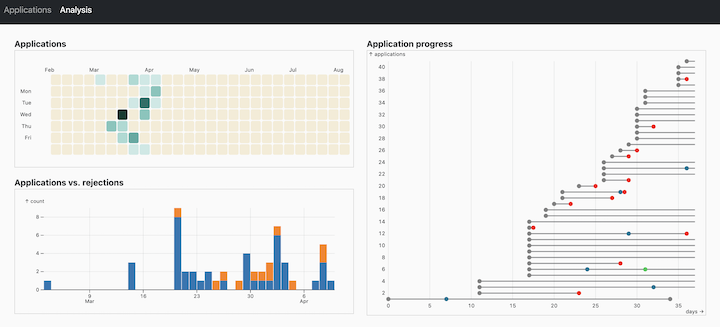 Applications Analysis
Applications
Feb Mar Apr May Jun Jul Aug
Mon
Tue
Wed
Thu
Fri
Applications vs. rejections
↑ count
8
6
4
2
0
9 16 23 30 6
Mar Apr
Application progress
↑ applications
40
38
36
34
32
30
28
26
24
22
20
18
16
14
12
10
8
6
4
2
0 5 10 15 20 25 30 35
days →